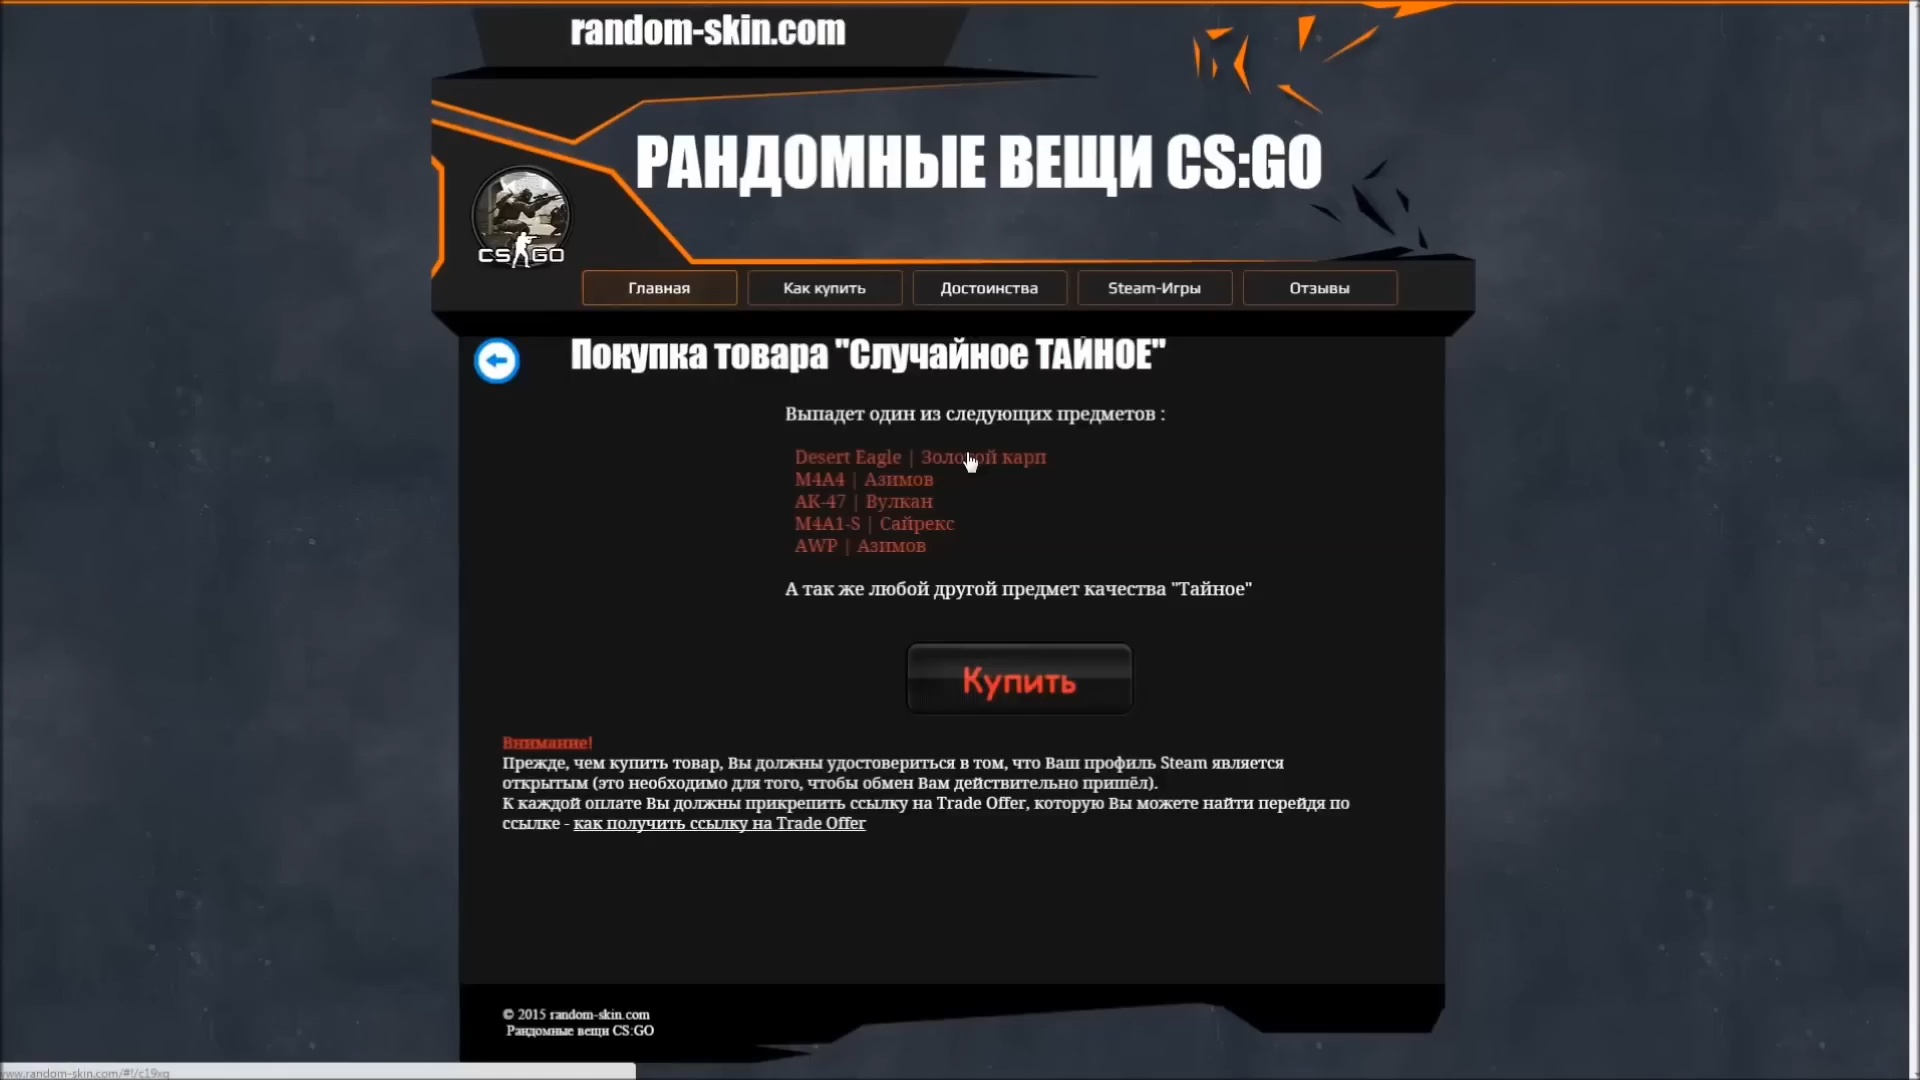 random-skin.com
РАНДОМНЫЕ ВЕЩИ CS:GO
CS GO
Главная
Как купить
Достоинства
Steam-Игры
Отзывы
Покупка товара "Случайное ТАЙНОЕ"
Выпадет один из следующих предметов :
Desert Eagle | Золотой карп
M4A4 | Азимов
AK-47 | Вулкан
M4A1-S | Сайрекс
AWP | Азимов
А так же любой другой предмет качества "Тайное"
Купить
Внимание!
Прежде, чем купить товар, Вы должны удостовериться в том, что Ваш профиль Steam является
открытым (это необходимо для того, чтобы обмен Вам действительно пришёл).
К каждой оплате Вы должны прикрепить ссылку на Trade Offer, которую Вы можете найти перейдя по
ссылке - как получить ссылку на Trade Offer
© 2015 random-skin.com
Рандомные вещи CS:GO
www.random-skin.com/#!/c19xq